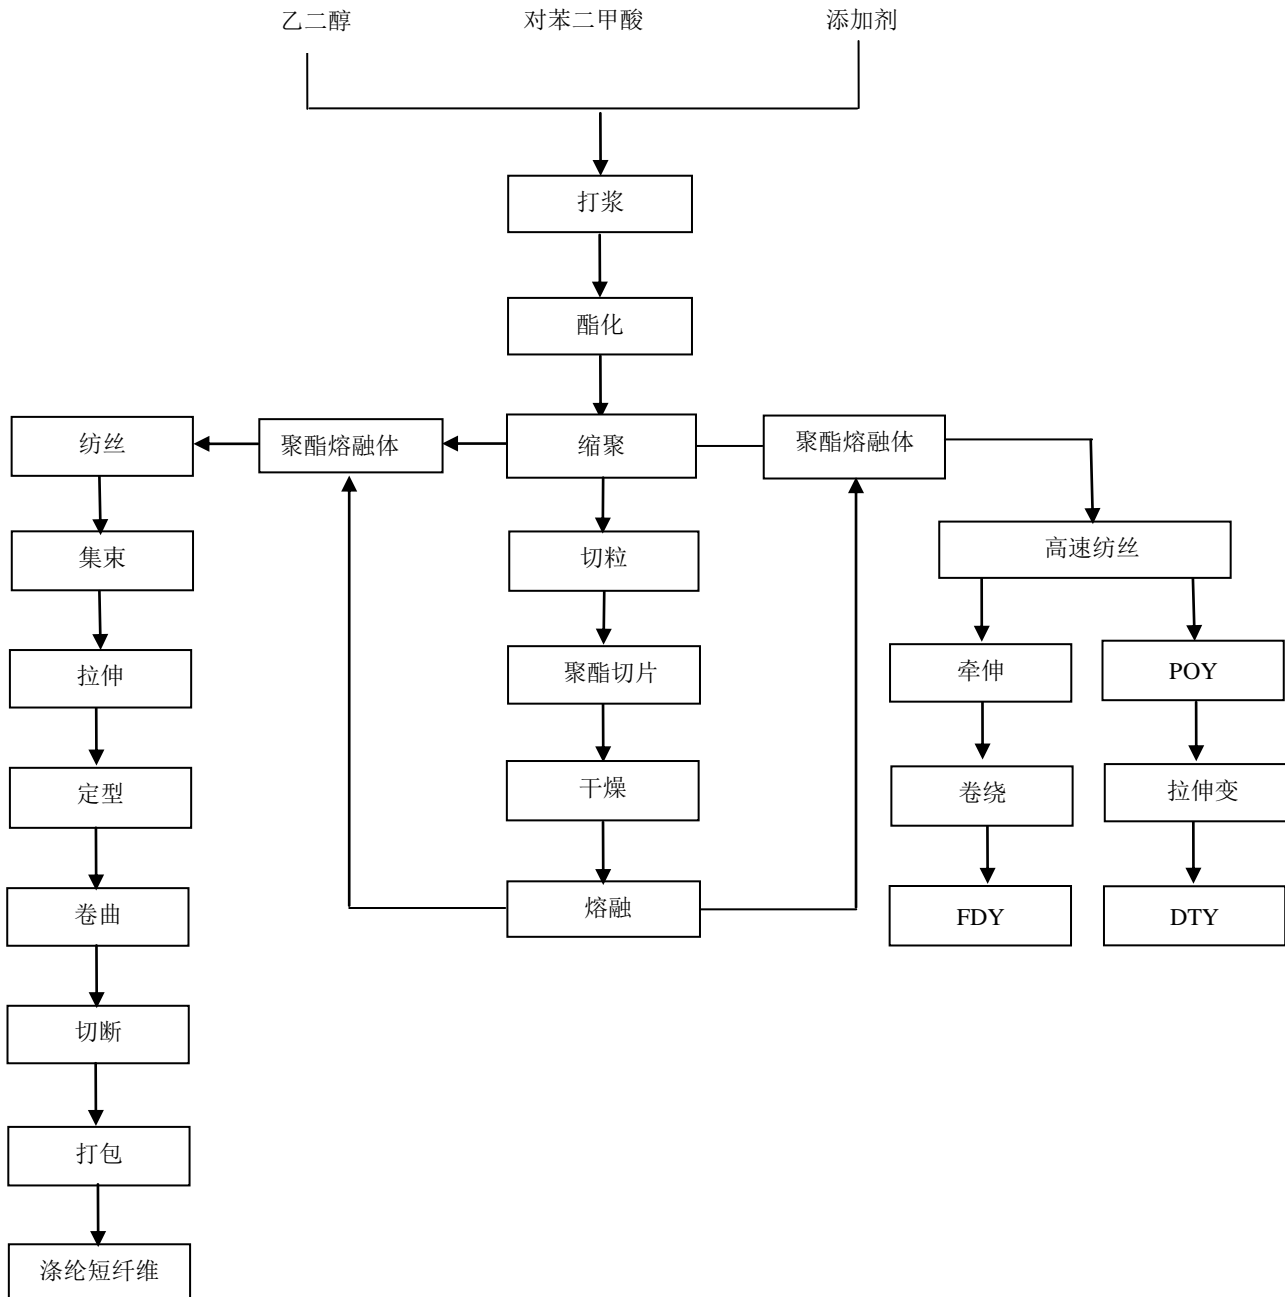 乙二醇
对苯二甲酸
添加剂
打浆
酯化
纺丝
聚酯熔融体
缩聚
聚酯熔融体
集束
切粒
高速纺丝
拉伸
聚酯切片
牵伸
POY
定型
干燥
卷绕
拉伸变
卷曲
熔融
FDY
DTY
切断
打包
涤纶短纤维